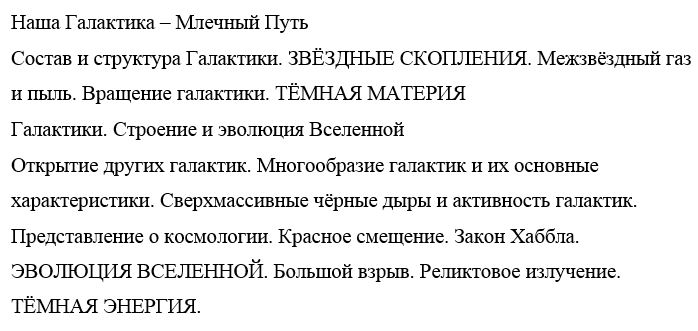 Наша Галактика – Млечный Путь
Состав и структура Галактики. ЗВЁЗДНЫЕ СКОПЛЕНИЯ. Межзвёздный газ
и пыль. Вращение галактики. ТЁМНАЯ МАТЕРИЯ
Галактики. Строение и эволюция Вселенной
Открытие других галактик. Многообразие галактик и их основные
характеристики. Сверхмассивные чёрные дыры и активность галактик.
Представление о космологии. Красное смещение. Закон Хаббла.
ЭВОЛЮЦИЯ ВСЕЛЕННОЙ. Большой взрыв. Реликтовое излучение.
ТЁМНАЯ ЭНЕРГИЯ.